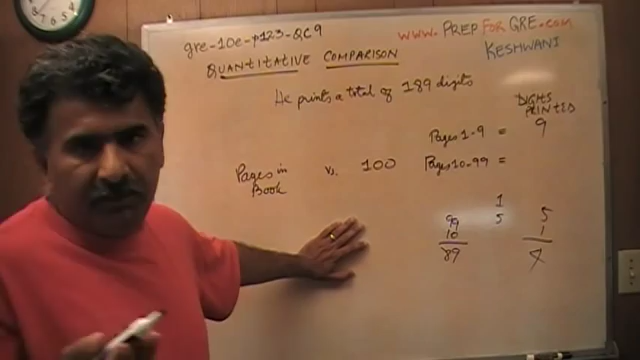 gre-10e-p123-QC9
www.PREPFORGRE.com
QUANTITATIVE COMPARISON
KESHWANI
He prints a total of 189 digits
DIGITS
PRINTED
Pages 1-9 = 9
Pages in
Book
vs. 100
Pages 10-99 =
1
99 5 5
10 1
89 4